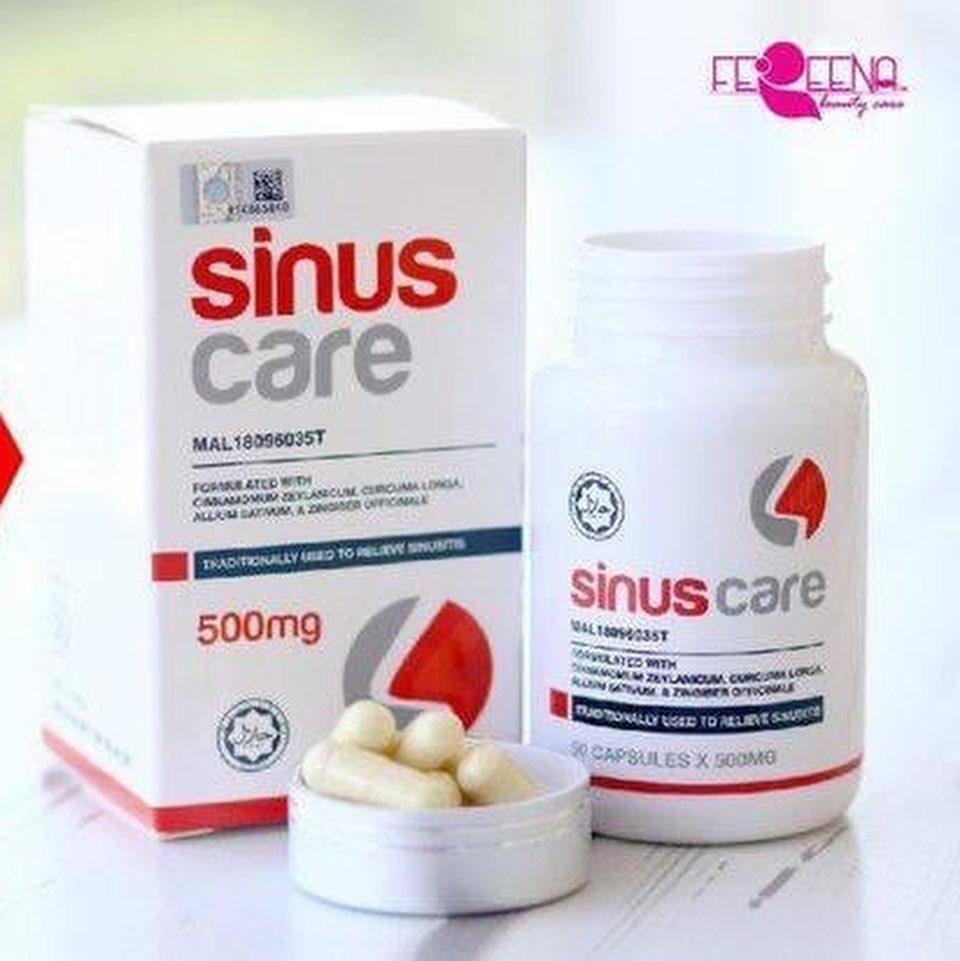 FEREENA
beauty care
sinus
care
MAL18096035T
FORMULATED WITH
CINNAMOMUM ZEYLANICUM, CURCUMA LONGA,
ALLIUM SATIVUM, & ZINGIBER OFFICINALE
TRADITIONALLY USED TO RELIEVE SINUSITIS
500mg
حلال
حلال
sinus care
MAL18096035T
FORMULATED WITH
CINNAMOMUM ZEYLANICUM, CURCUMA LONGA,
ALLIUM SATIVUM, & ZINGIBER OFFICINALE
TRADITIONALLY USED TO RELIEVE SINUSITIS
CAPSULES X 500MG